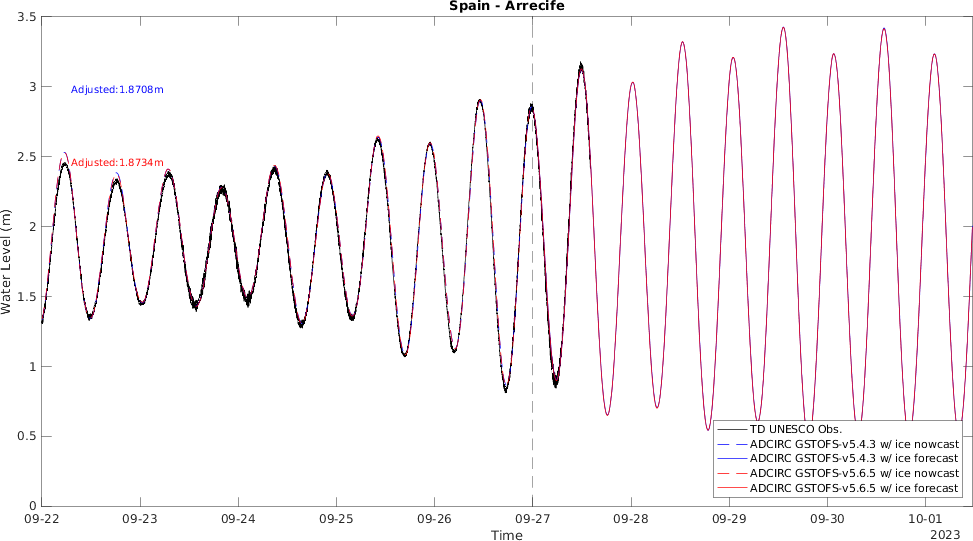 Spain - Arrecife
3.5
3
2.5
2
1.5
1
0.5
0
Water Level (m)
Adjusted:1.8708m
Adjusted:1.8734m
TD UNESCO Obs.
ADCIRC GSTOFS-v5.4.3 w/ ice nowcast
ADCIRC GSTOFS-v5.4.3 w/ ice forecast
ADCIRC GSTOFS-v5.6.5 w/ ice nowcast
ADCIRC GSTOFS-v5.6.5 w/ ice forecast
09-22 09-23 09-24 09-25 09-26 09-27 09-28 09-29 09-30 10-01
Time
2023